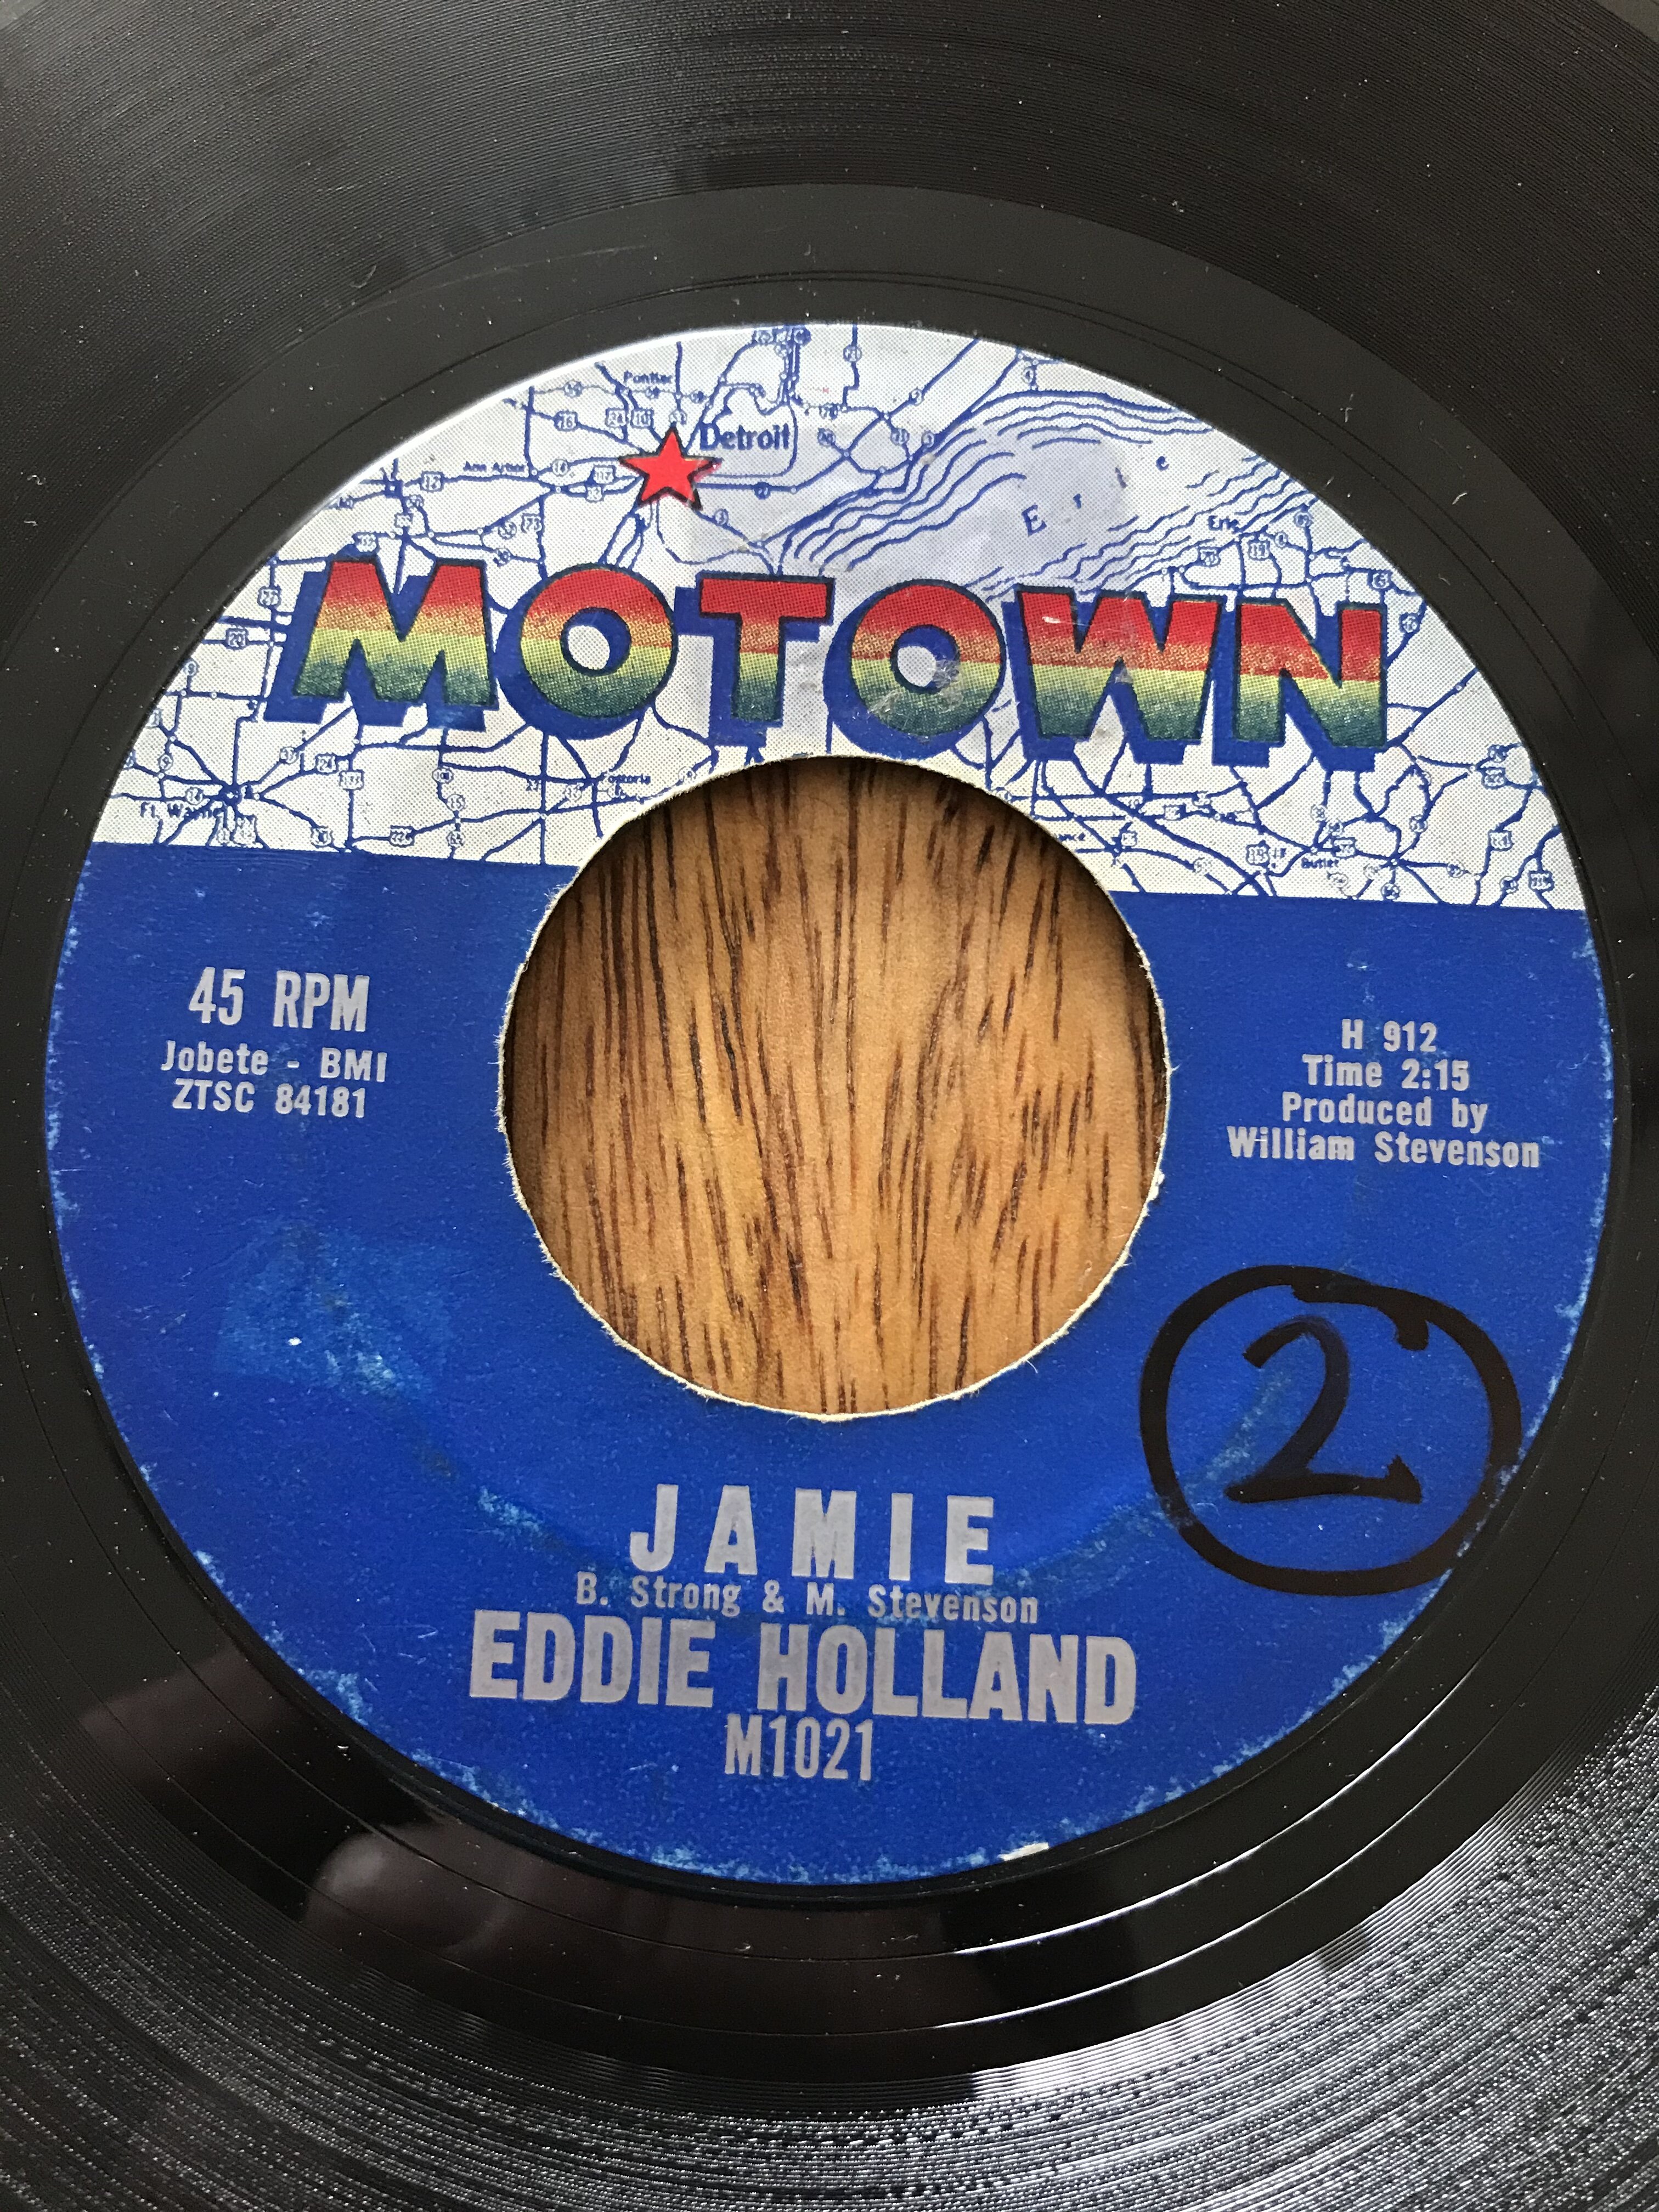 Pontiac
Detroit
Ann Arbor
E r i e
Erie
MOTOWN
Fostoria
Ft. Wayne
Butler
45 RPM
Jobete - BMI
ZTSC 84181
H 912
Time 2:15
Produced by
William Stevenson
2
JAMIE
B. Strong & M. Stevenson
EDDIE HOLLAND
M1021